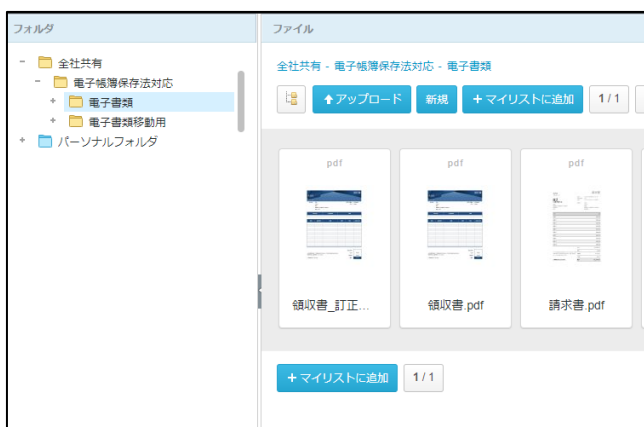 フォルダ
全社共有
電子帳簿保存法対応
電子書類
電子書類移動用
パーソナルフォルダ
ファイル
全社共有 - 電子帳簿保存法対応 - 電子書類
アップロード 新規 +マイリストに追加 1 / 1
pdf pdf pdf
領収書_訂正... 領収書.pdf 請求書.pdf
+マイリストに追加 1 / 1